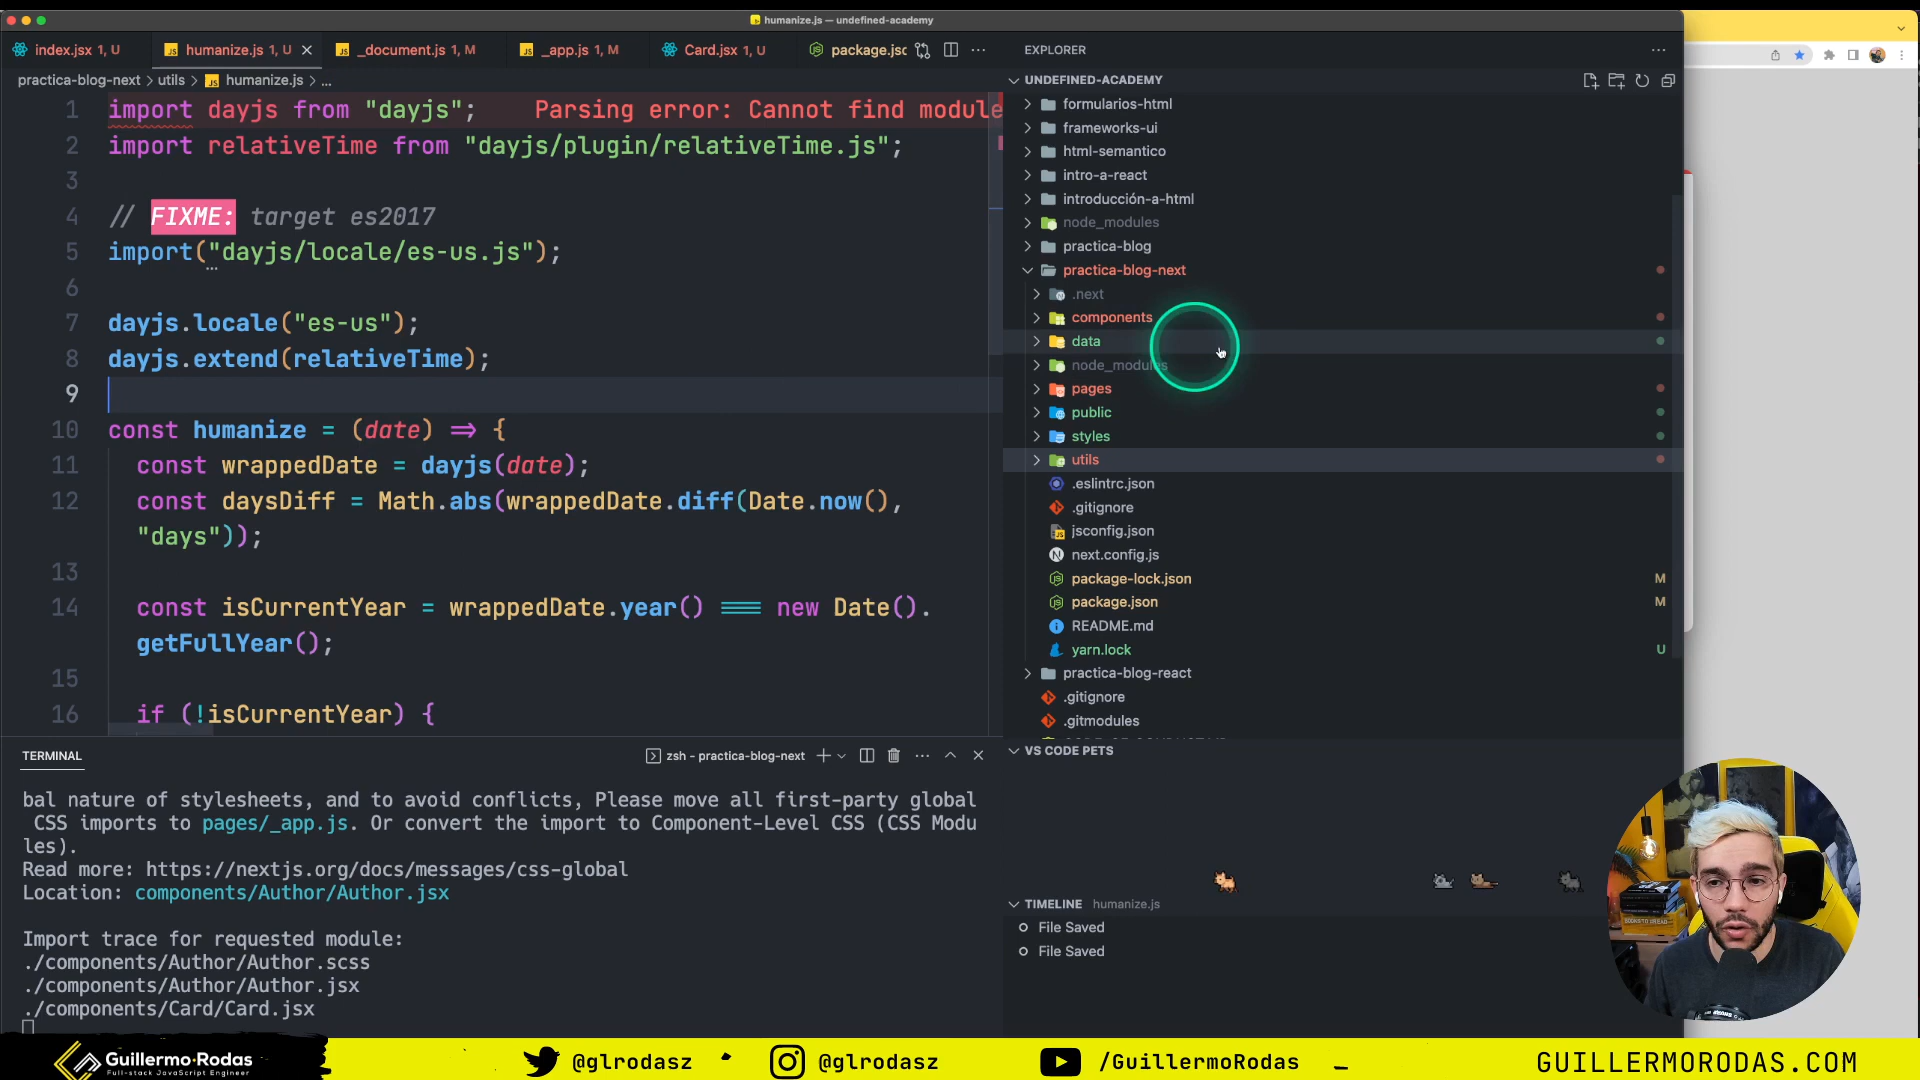 humanize.js — undefined-academy
index.jsx 1, U
humanize.js 1, U
_document.js 1, M
_app.js 1, M
Card.jsx 1, U
package.jsc
practica-blog-next > utils > humanize.js > ...
1 import dayjs from "dayjs"; Parsing error: Cannot find module
2 import relativeTime from "dayjs/plugin/relativeTime.js";
3
4 // FIXME: target es2017
5 import("dayjs/locale/es-us.js");
6
7 dayjs.locale("es-us");
8 dayjs.extend(relativeTime);
9
10 const humanize = (date) => {
11 const wrappedDate = dayjs(date);
12 const daysDiff = Math.abs(wrappedDate.diff(Date.now(),
"days"));
13
14 const isCurrentYear = wrappedDate.year() === new Date().
getFullYear();
15
16 if (!isCurrentYear) {
TERMINAL
zsh - practica-blog-next
bal nature of stylesheets, and to avoid conflicts, Please move all first-party global
CSS imports to pages/_app.js. Or convert the import to Component-Level CSS (CSS Modu
les).
Read more: https://nextjs.org/docs/messages/css-global
Location: components/Author/Author.jsx
Import trace for requested module:
./components/Author/Author.scss
./components/Author/Author.jsx
./components/Card/Card.jsx
EXPLORER
UNDEFINED-ACADEMY
formularios-html
frameworks-ui
html-semantico
intro-a-react
introducción-a-html
node_modules
practica-blog
practica-blog-next
.next
components
data
node_modules
pages
public
styles
utils
.eslintrc.json
.gitignore
jsconfig.json
next.config.js
package-lock.json M
package.json M
README.md
yarn.lock U
practica-blog-react
.gitignore
.gitmodules
VS CODE PETS
TIMELINE humanize.js
File Saved
File Saved
Guillermo Rodas
Full-stack JavaScript Engineer
@glrodasz
@glrodasz
/GuillermoRodas
GUILLERMORODAS.COM